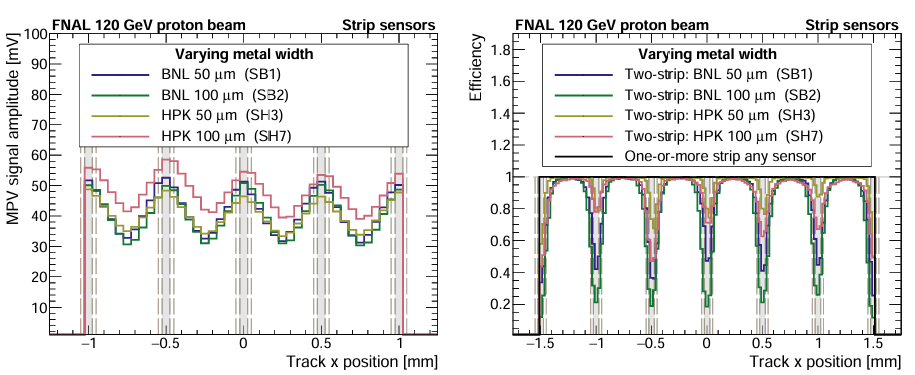 FNAL 120 GeV proton beam Strip sensors
MPV signal amplitude [mV]
100
90
80
70
60
50
40
30
20
10
Varying metal width
BNL 50 μm (SB1)
BNL 100 μm (SB2)
HPK 50 μm (SH3)
HPK 100 μm (SH7)
−1 −0.5 0 0.5 1
Track x position [mm]
FNAL 120 GeV proton beam Strip sensors
Efficiency
1.8
1.6
1.4
1.2
1
0.8
0.6
0.4
0.2
Varying metal width
Two-strip: BNL 50 μm (SB1)
Two-strip: BNL 100 μm (SB2)
Two-strip: HPK 50 μm (SH3)
Two-strip: HPK 100 μm (SH7)
One-or-more strip any sensor
−1.5 −1 −0.5 0 0.5 1 1.5
Track x position [mm]